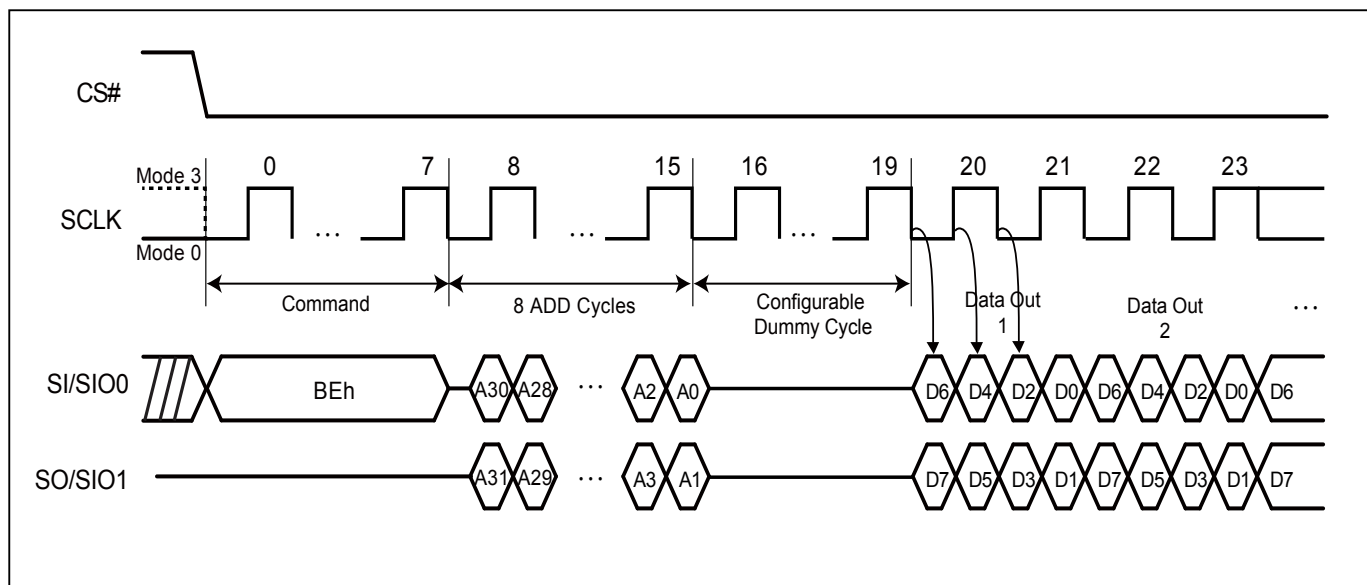 CS#
0 7 8 15 16 19 20 21 22 23
Mode 3
SCLK
Mode 0
... ... ...
Command
8 ADD Cycles
Configurable
Dummy Cycle
Data Out
1
Data Out
2
...
SI/SIO0
BEh
A30 A28 ... A2 A0
D6 D4 D2 D0 D6 D4 D2 D0 D6
SO/SIO1
A31 A29 ... A3 A1
D7 D5 D3 D1 D7 D5 D3 D1 D7